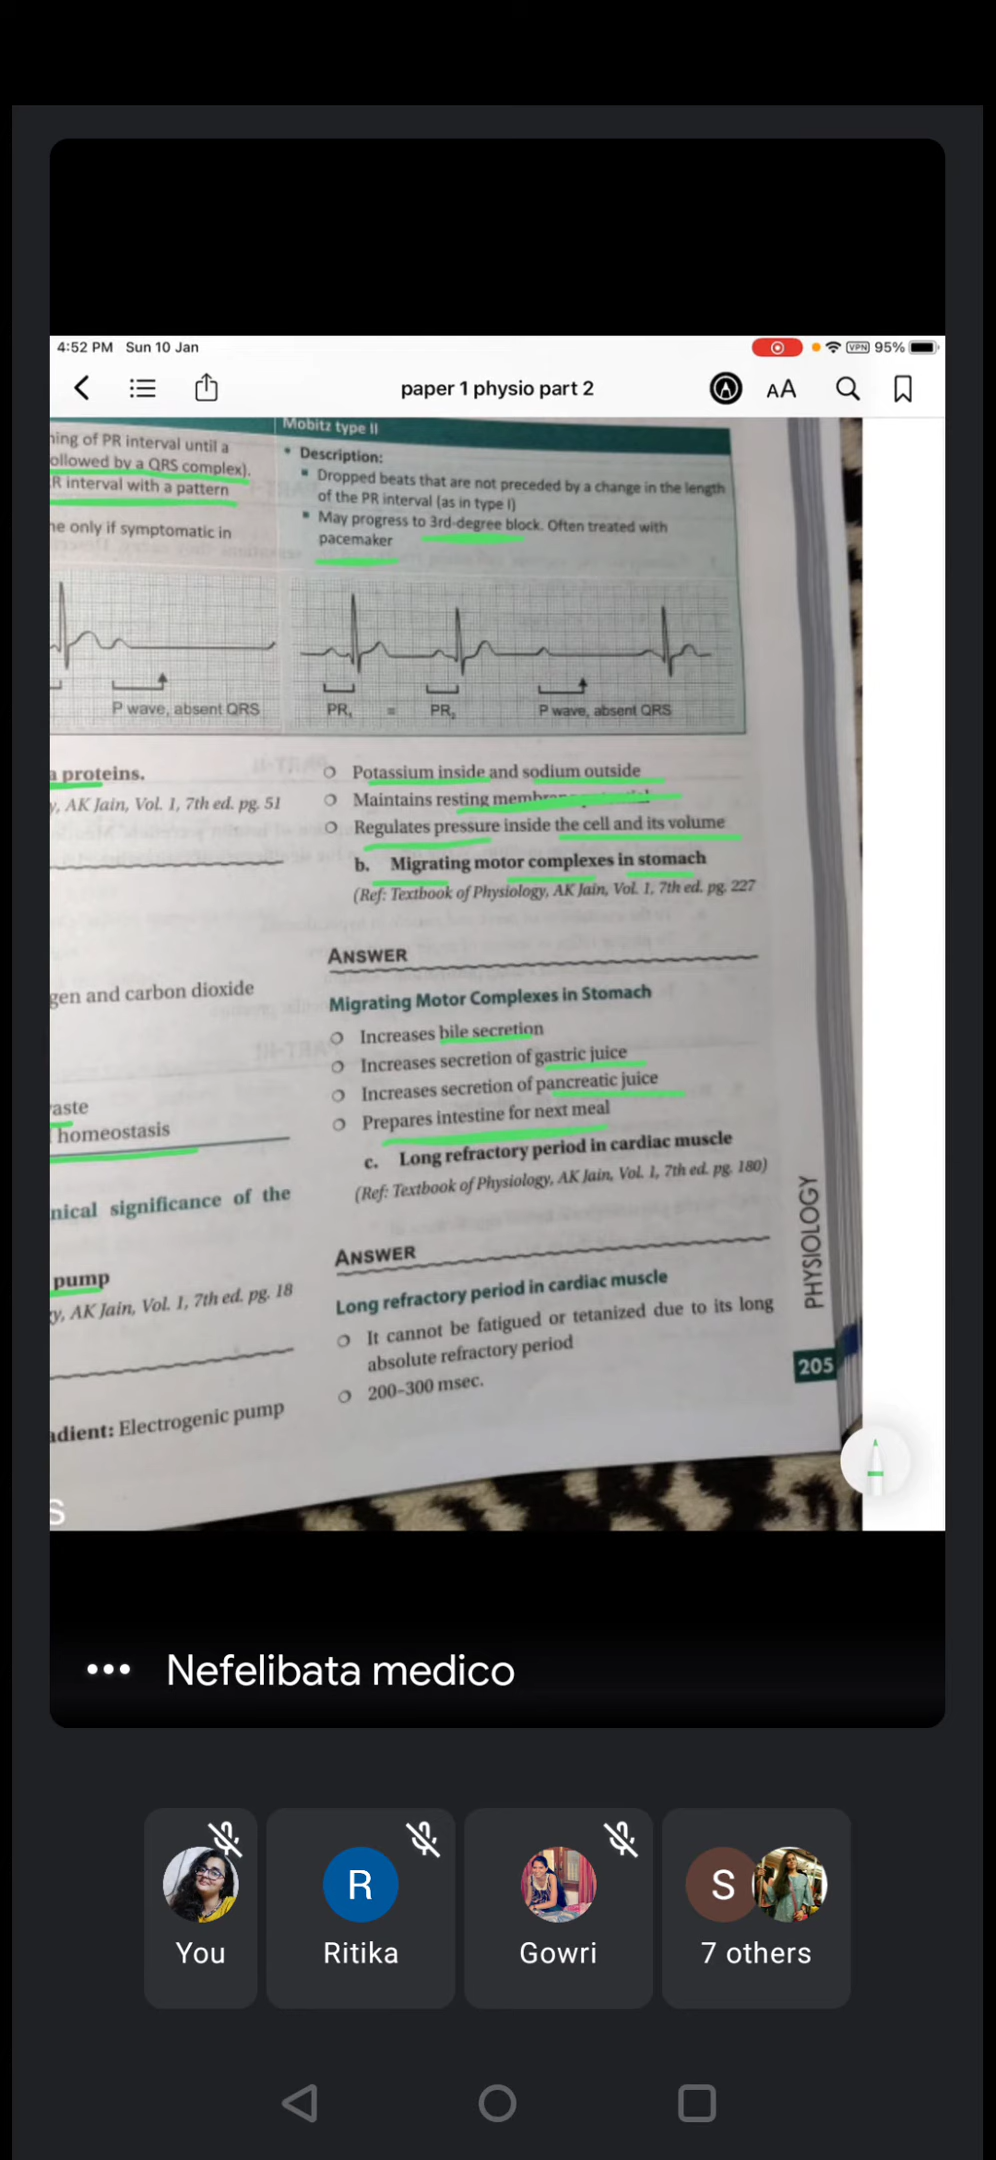 4:52 PM Sun 10 Jan
VPN 95%
paper 1 physio part 2
AA
ning of PR interval until a
ollowed by a QRS complex).
R interval with a pattern
ne only if symptomatic in
P wave, absent QRS
Mobitz type II
Description:
Dropped beats that are not preceded by a change in the length
of the PR interval (as in type I)
May progress to 3rd-degree block. Often treated with
pacemaker
PR₁ = PR₂ P wave, absent QRS
a proteins.
y, AK Jain, Vol. 1, 7th ed. pg. 51
gen and carbon dioxide
aste
homeostasis
nical significance of the
pump
y, AK Jain, Vol. 1, 7th ed. pg. 18
adient: Electrogenic pump
S
Potassium inside and sodium outside
Maintains resting
Regulates pressure inside the cell and its volume
b. Migrating motor complexes in stomach
(Ref: Textbook of Physiology, AK Jain, Vol. 1, 7th ed. pg. 227
ANSWER
Migrating Motor Complexes in Stomach
Increases bile secretion
Increases secretion of gastric juice
Increases secretion of pancreatic juice
Prepares intestine for next meal
c. Long refractory period in cardiac muscle
(Ref: Textbook of Physiology, AK Jain, Vol. 1, 7th ed. pg. 180)
ANSWER
Long refractory period in cardiac muscle
It cannot be fatigued or tetanized due to its long
absolute refractory period
200–300 msec.
PHYSIOLOGY
205
Nefelibata medico
R
S
You
Ritika
Gowri
7 others